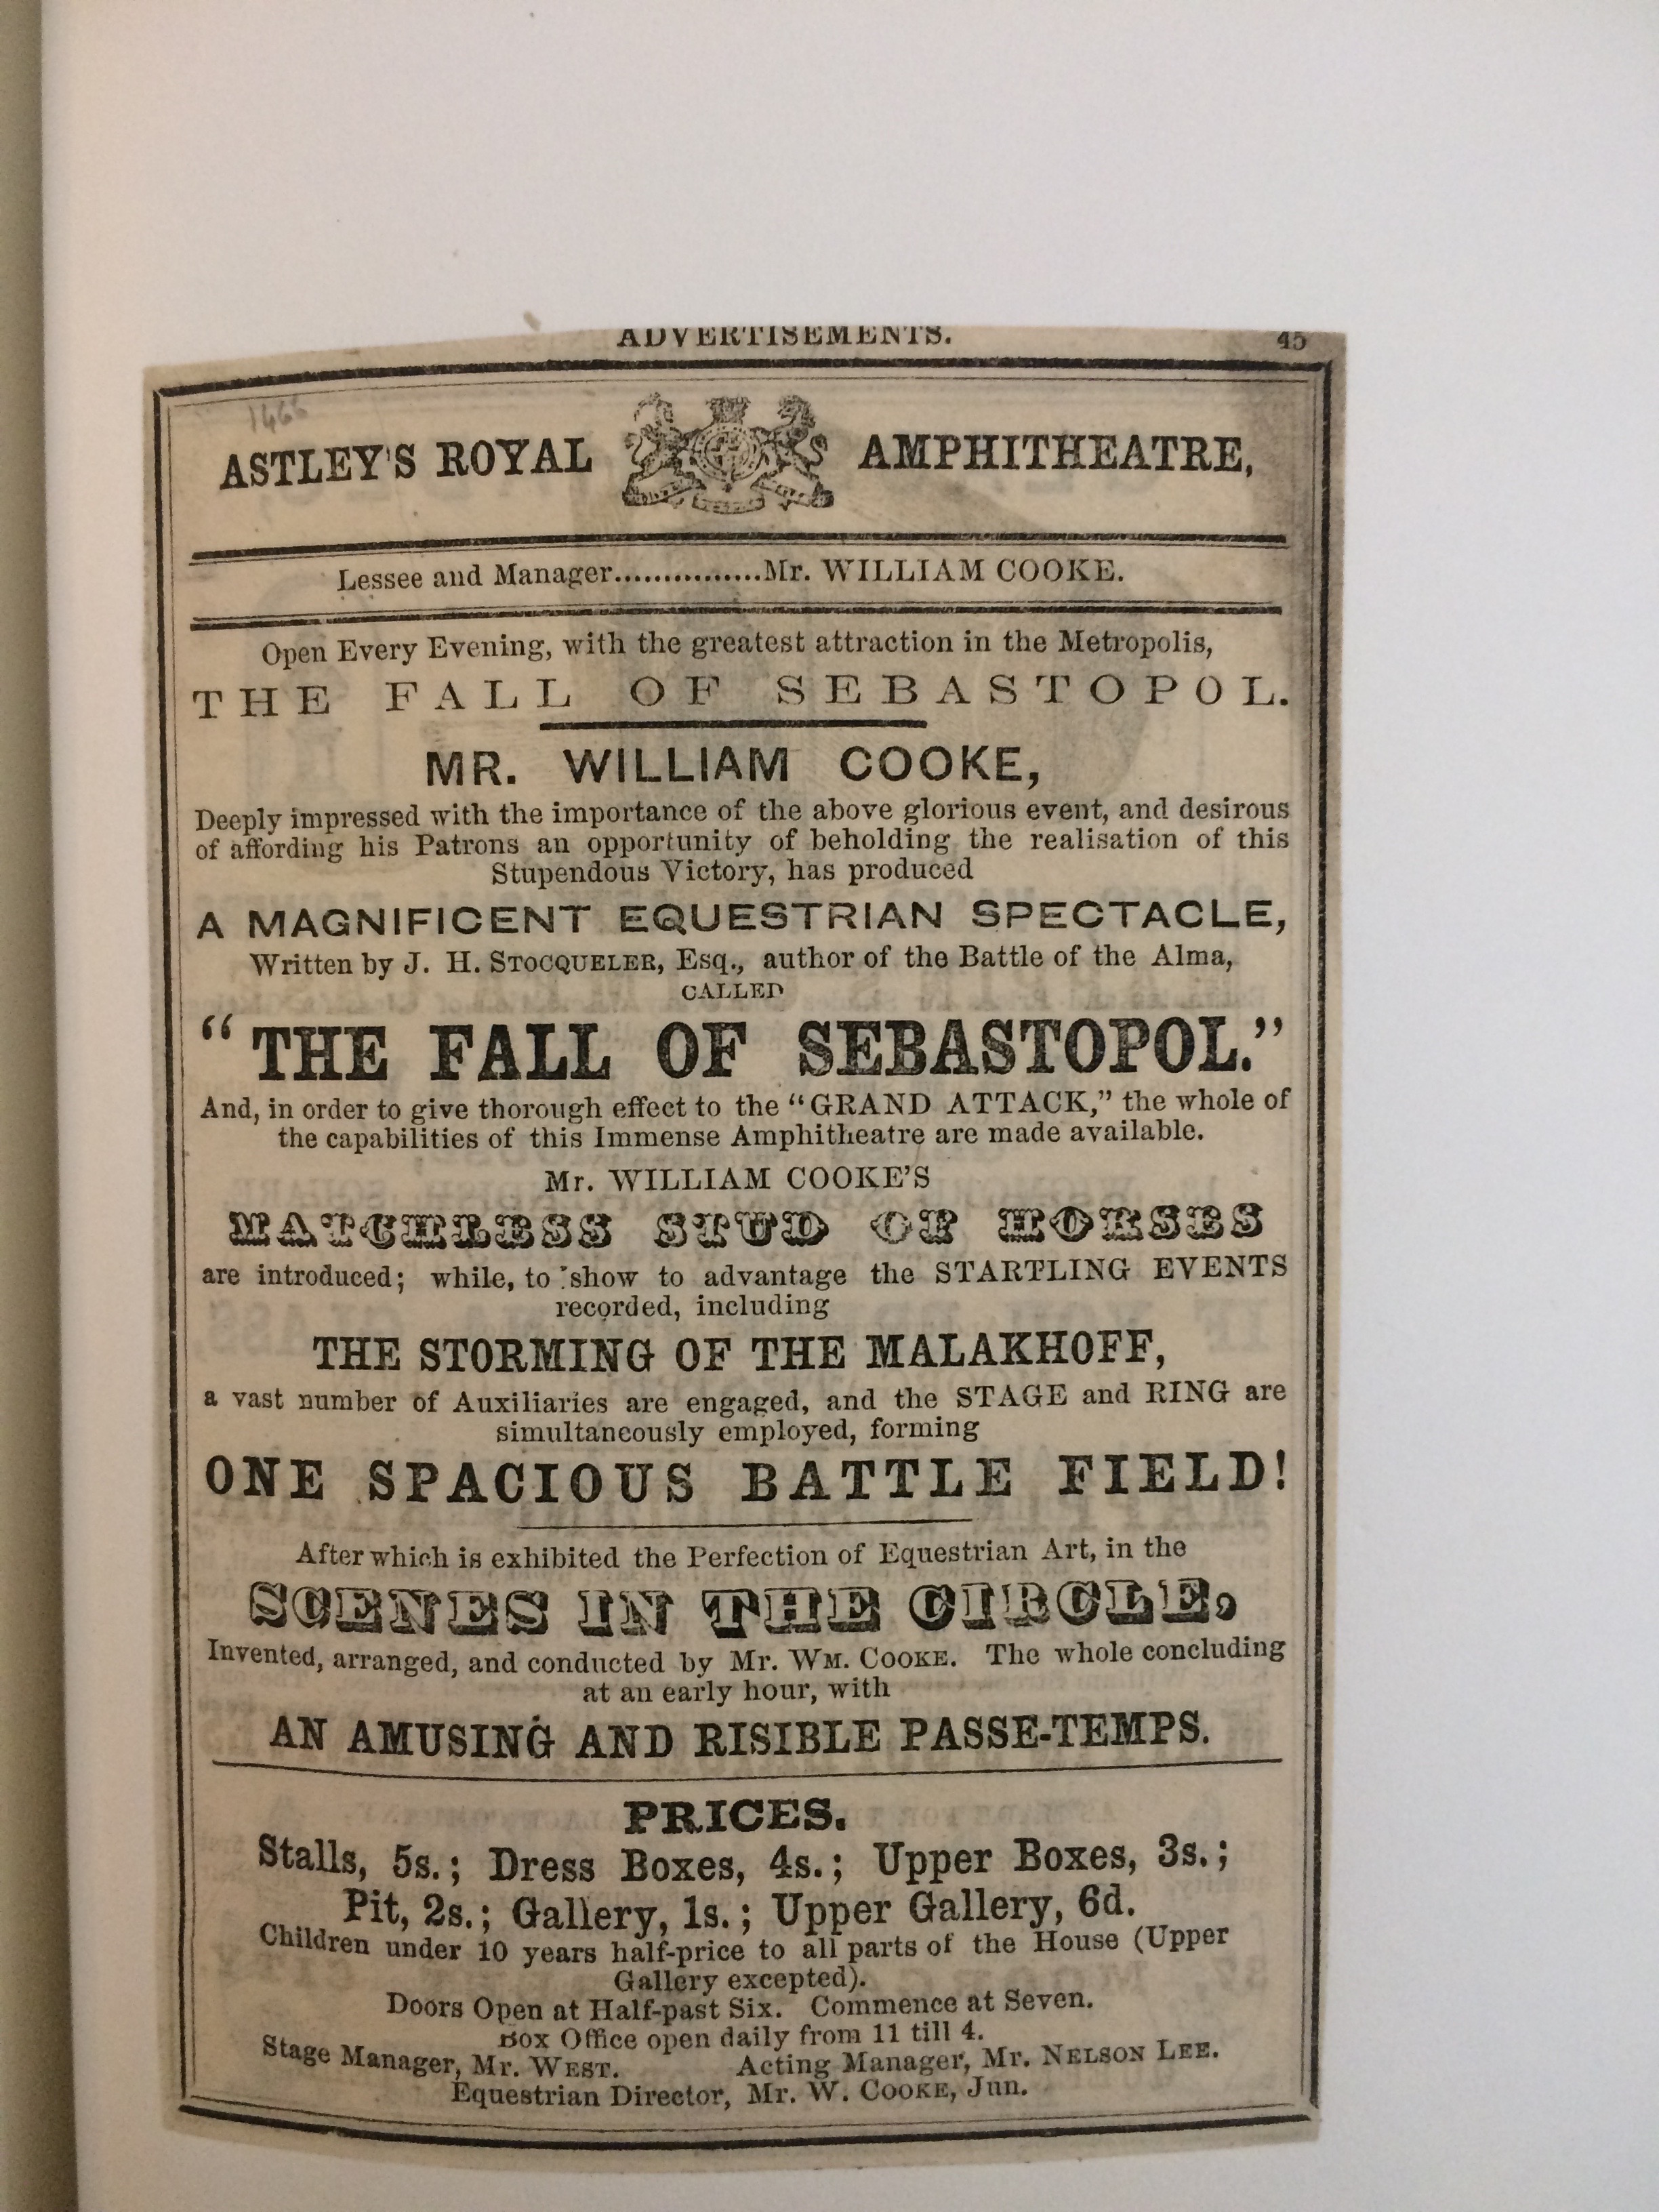 ADVERTISEMENTS. 45
1466
ASTLEY'S ROYAL AMPHITHEATRE,
Lessee and Manager................Mr. WILLIAM COOKE.
Open Every Evening, with the greatest attraction in the Metropolis,
THE FALL OF SEBASTOPOL.
MR. WILLIAM COOKE,
Deeply impressed with the importance of the above glorious event, and desirous
of affording his Patrons an opportunity of beholding the realisation of this
Stupendous Victory, has produced
A MAGNIFICENT EQUESTRIAN SPECTACLE,
Written by J. H. STOCQUELER, Esq., author of the Battle of the Alma,
CALLED
"THE FALL OF SEBASTOPOL."
And, in order to give thorough effect to the "GRAND ATTACK," the whole of
the capabilities of this Immense Amphitheatre are made available.
Mr. WILLIAM COOKE'S
MATCHLESS STUD OF HORSES
are introduced; while, to show to advantage the STARTLING EVENTS
recorded, including
THE STORMING OF THE MALAKHOFF,
a vast number of Auxiliaries are engaged, and the STAGE and RING are
simultaneously employed, forming
ONE SPACIOUS BATTLE FIELD!
After which is exhibited the Perfection of Equestrian Art, in the
SCENES IN THE CIRCLE,
Invented, arranged, and conducted by Mr. WM. COOKE. The whole concluding
at an early hour, with
AN AMUSING AND RISIBLE PASSE-TEMPS.
PRICES.
Stalls, 5s.; Dress Boxes, 4s.; Upper Boxes, 3s.;
Pit, 2s.; Gallery, 1s.; Upper Gallery, 6d.
Children under 10 years half-price to all parts of the House (Upper
Gallery excepted).
Doors Open at Half-past Six. Commence at Seven.
Box Office open daily from 11 till 4.
Stage Manager, Mr. WEST. Acting Manager, Mr. NELSON LEE.
Equestrian Director, Mr. W. COOKE, Jun.